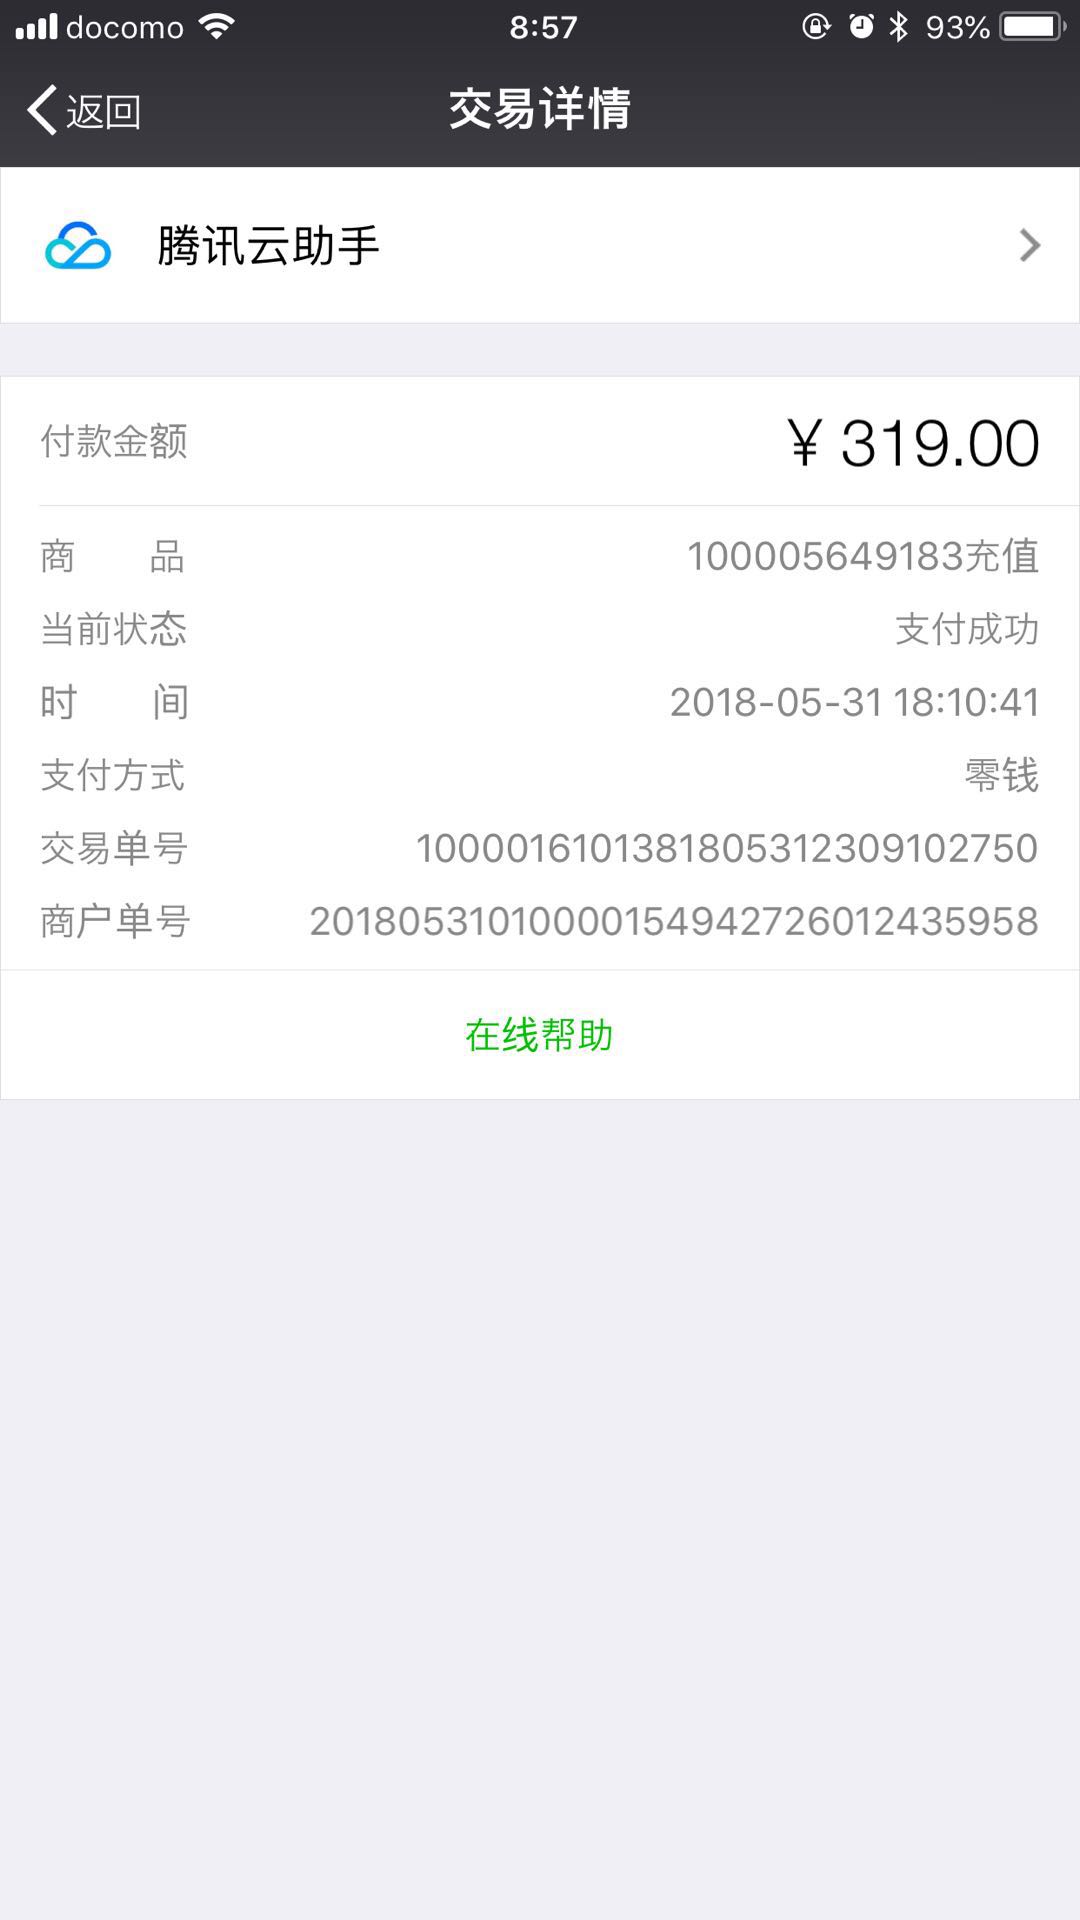 docomo 8:57 93%
返回 交易详情
腾讯云助手
付款金额 ¥ 319.00
商品 100005649183充值
当前状态 支付成功
时间 2018-05-31 18:10:41
支付方式 零钱
交易单号 1000016101381805312309102750
商户单号 201805310100001549427260​12435958
在线帮助